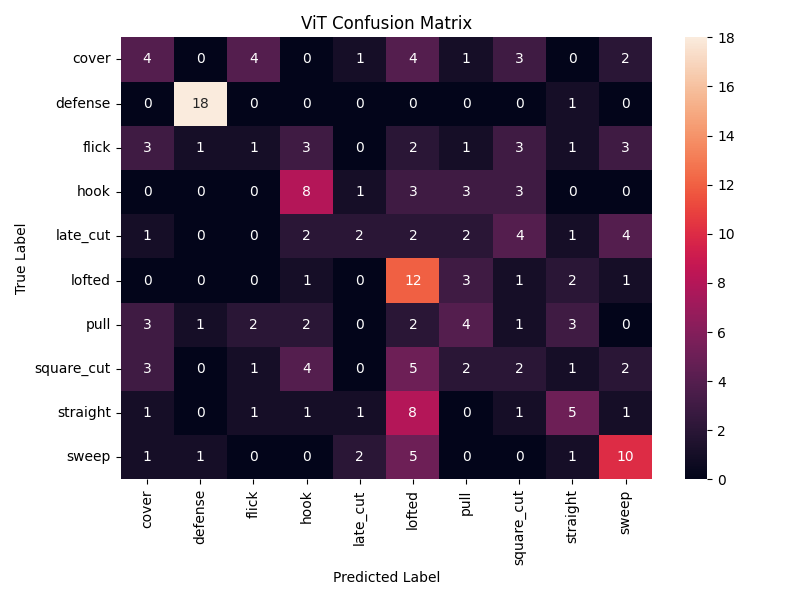 ViT Confusion Matrix
True Label
cover 4 0 4 0 1 4 1 3 0 2
defense 0 18 0 0 0 0 0 0 1 0
flick 3 1 1 3 0 2 1 3 1 3
hook 0 0 0 8 1 3 3 3 0 0
late_cut 1 0 0 2 2 2 2 4 1 4
lofted 0 0 0 1 0 12 3 1 2 1
pull 3 1 2 2 0 2 4 1 3 0
square_cut 3 0 1 4 0 5 2 2 1 2
straight 1 0 1 1 1 8 0 1 5 1
sweep 1 1 0 0 2 5 0 0 1 10
cover defense flick hook late_cut lofted pull square_cut straight sweep
Predicted Label
18
16
14
12
10
8
6
4
2
0